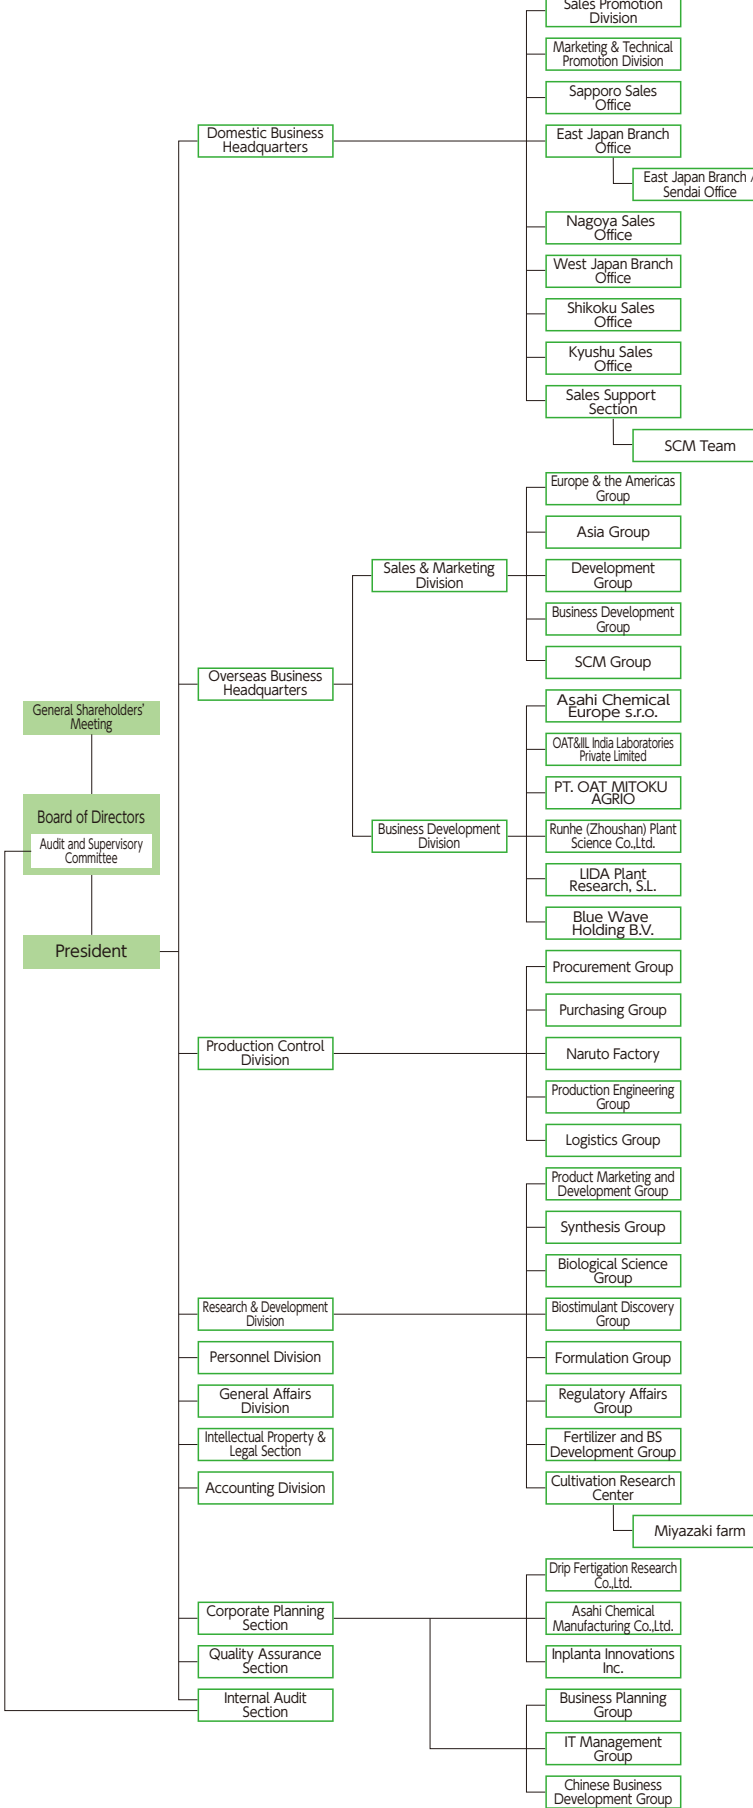 Sales Promotion
Division
Marketing & Technical
Promotion Division
Sapporo Sales
Office
Domestic Business
Headquarters
East Japan Branch
Office
East Japan Branch /
Sendai Office
Nagoya Sales
Office
West Japan Branch
Office
Shikoku Sales
Office
Kyushu Sales
Office
Sales Support
Section
SCM Team
Europe & the Americas
Group
Asia Group
Sales & Marketing
Division
Development
Group
Business Development
Group
SCM Group
Overseas Business
Headquarters
Asahi Chemical
Europe s.r.o.
General Shareholders'
Meeting
OAT&IIL India Laboratories
Private Limited
PT. OAT MITOKU
AGRIO
Board of Directors
Audit and Supervisory
Committee
Business Development
Division
Runhe (Zhoushan) Plant
Science Co.,Ltd.
LIDA Plant
Research, S.L.
Blue Wave
Holding B.V.
President
Procurement Group
Purchasing Group
Production Control
Division
Naruto Factory
Production Engineering
Group
Logistics Group
Product Marketing and
Development Group
Synthesis Group
Biological Science
Group
Research & Development
Division
Biostimulant Discovery
Group
Personnel Division
Formulation Group
General Affairs
Division
Regulatory Affairs
Group
Intellectual Property &
Legal Section
Fertilizer and BS
Development Group
Accounting Division
Cultivation Research
Center
Miyazaki farm
Drip Fertigation Research
Co.,Ltd.
Corporate Planning
Section
Asahi Chemical
Manufacturing Co.,Ltd.
Quality Assurance
Section
Inplanta Innovations
Inc.
Internal Audit
Section
Business Planning
Group
IT Management
Group
Chinese Business
Development Group